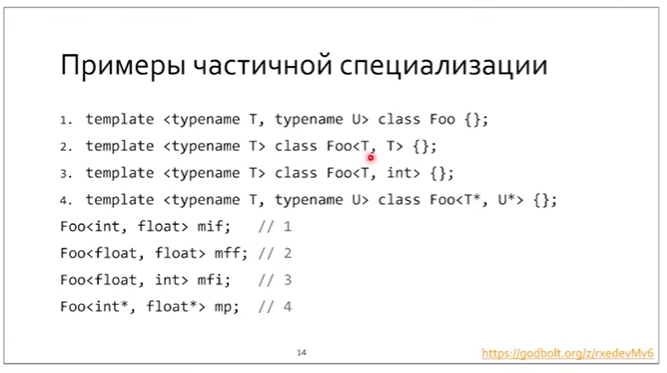 Примеры частичной специализации
1. template <typename T, typename U> class Foo {};
2. template <typename T> class Foo<T, T> {};
3. template <typename T> class Foo<T, int> {};
4. template <typename T, typename U> class Foo<T*, U*> {};
Foo<int, float> mif; // 1
Foo<float, float> mff; // 2
Foo<float, int> mfi; // 3
Foo<int*, float*> mp; // 4
14
https://godbolt.org/z/rxedevMv6